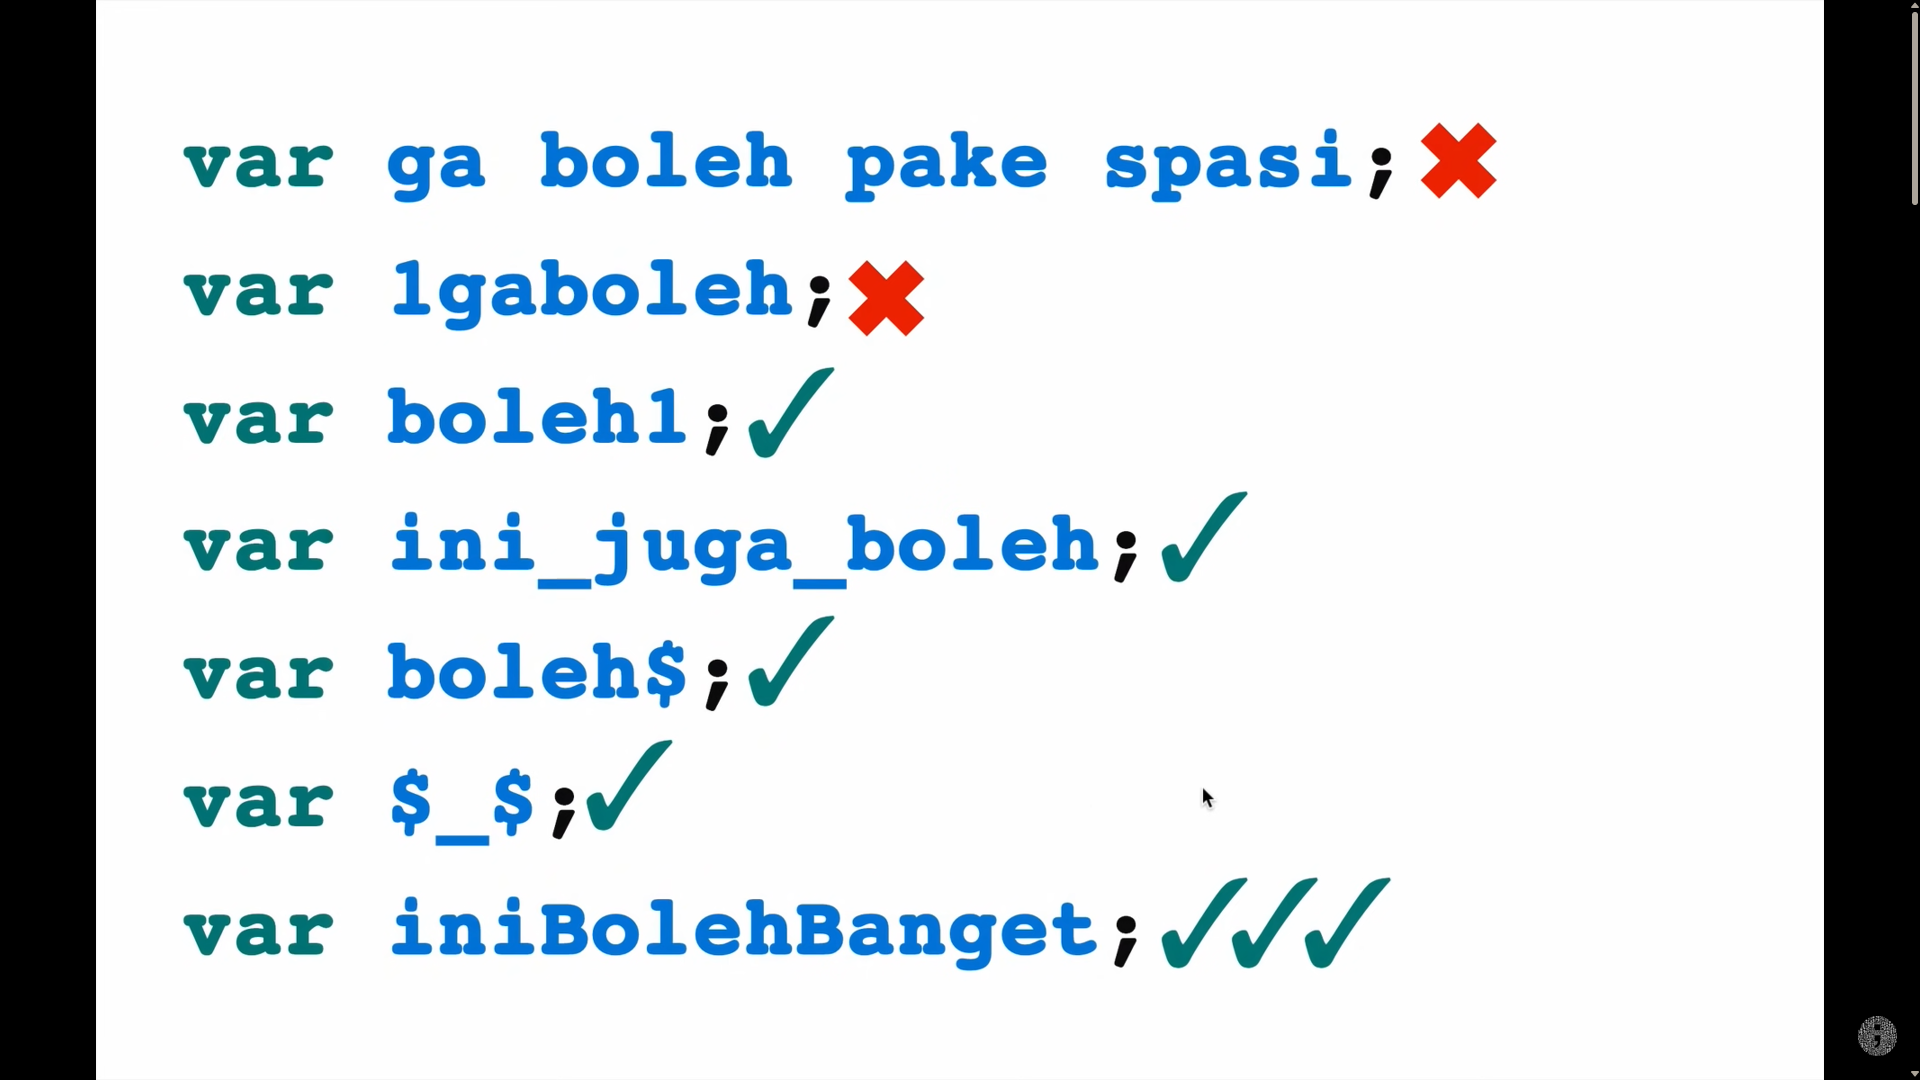 var ga boleh pake spasi;✖
var 1gaboleh;✖
var boleh1;✓
var ini_juga_boleh;✓
var boleh$;✓
var $_$;✓
var iniBolehBanget;✓✓✓